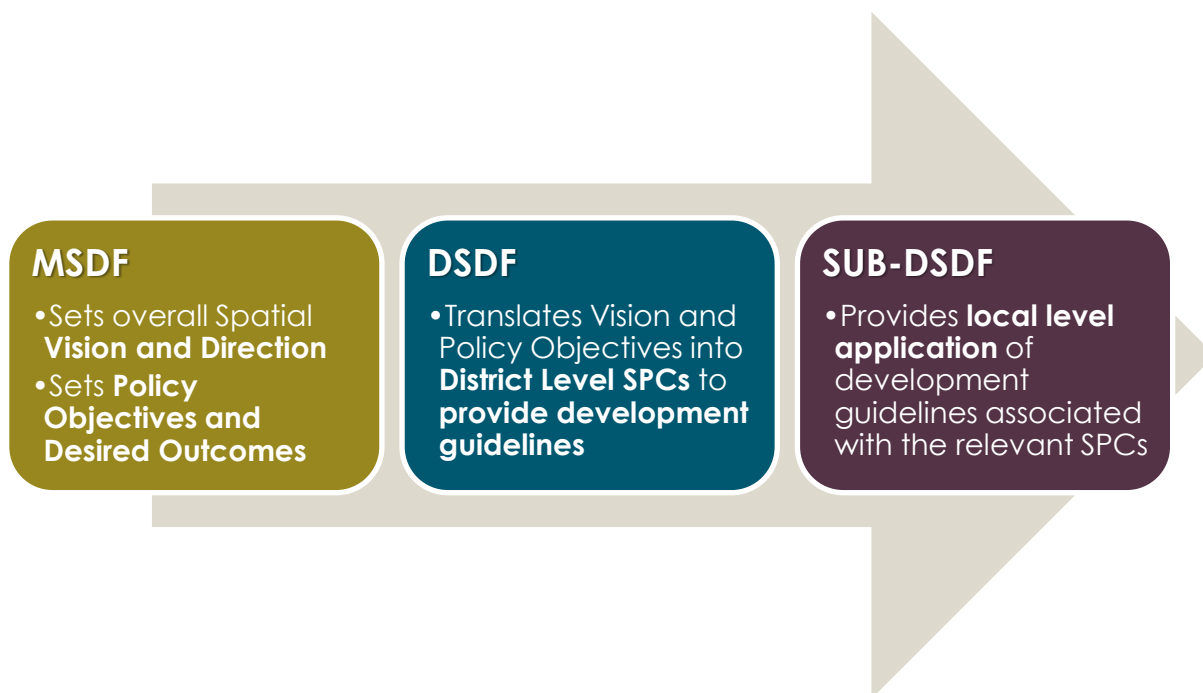 MSDF
•Sets overall Spatial
Vision and Direction
•Sets Policy
Objectives and
Desired Outcomes
DSDF
•Translates Vision and
Policy Objectives into
District Level SPCs to
provide development
guidelines
SUB-DSDF
•Provides local level
application of
development
guidelines associated
with the relevant SPCs